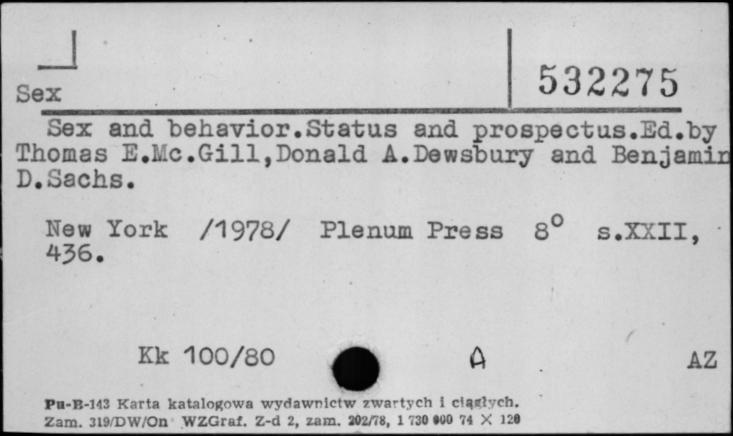 532275
Sex
Sex and behavior.Status and prospectus.Ed.by
Thomas E.Mc.Gill,Donald A.Dewsbury and Benjamin
D.Sachs.
New York /1978/ Plenum Press 8° s.XXII,
436.
Kk 100/80 A AZ
Pu-B-143 Karta katalogowa wydawnictw zwartych i ciągłych.
Zam. 319/DW/On WZGraf. Z-d 2, zam. 202/78, 1 730 000 74 X 120